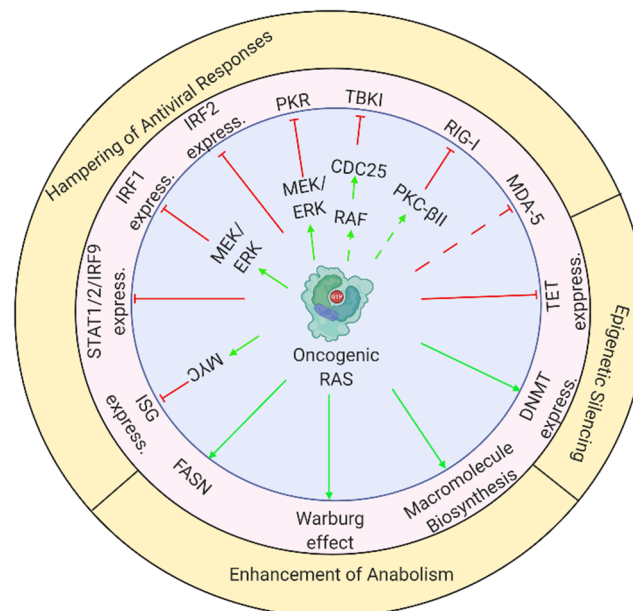 Hampering of Antiviral Responses
Epigenetic Silencing
Enhancement of Anabolism
STAT1/2/IRF9
express.
IRF1
express.
IRF2
express.
PKR
TBKI
RIG-I
MDA-5
TET
exppress.
DNMT
express.
Macromolecule
Biosynthesis
Warburg
effect
FASN
ISG
express.
MEK/
ERK
MEK/
ERK
CDC25
RAF
PKC-βII
MYC
GTP
Oncogenic
RAS